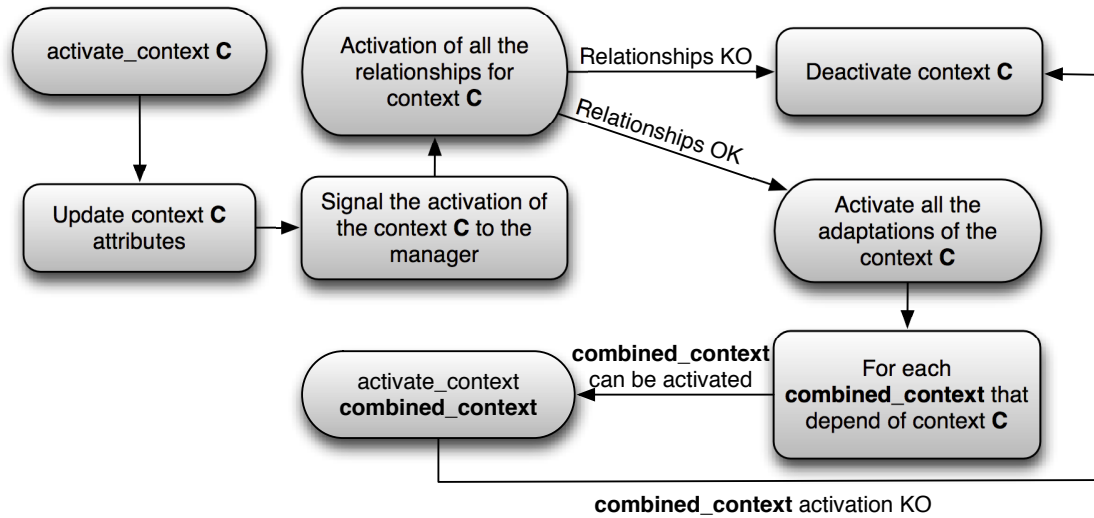 activate_context C
Update context C
attributes
Signal the activation of
the context C to the
manager
Activation of all the
relationships for
context C
Relationships KO
Deactivate context C
Relationships OK
Activate all the
adaptations of the
context C
For each
combined_context that
depend of context C
combined_context
can be activated
activate_context
combined_context
combined_context activation KO